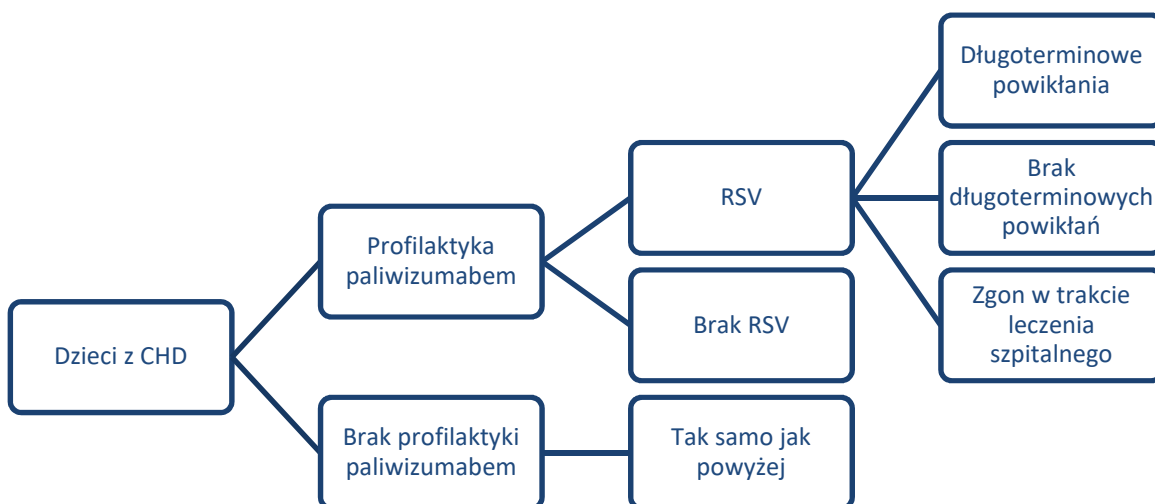 Dzieci z CHD
Profilaktyka
paliwizumabem
Brak profilaktyki
paliwizumabem
RSV
Brak RSV
Tak samo jak
powyżej
Długoterminowe
powikłania
Brak
długoterminowych
powikłań
Zgon w trakcie
leczenia
szpitalnego